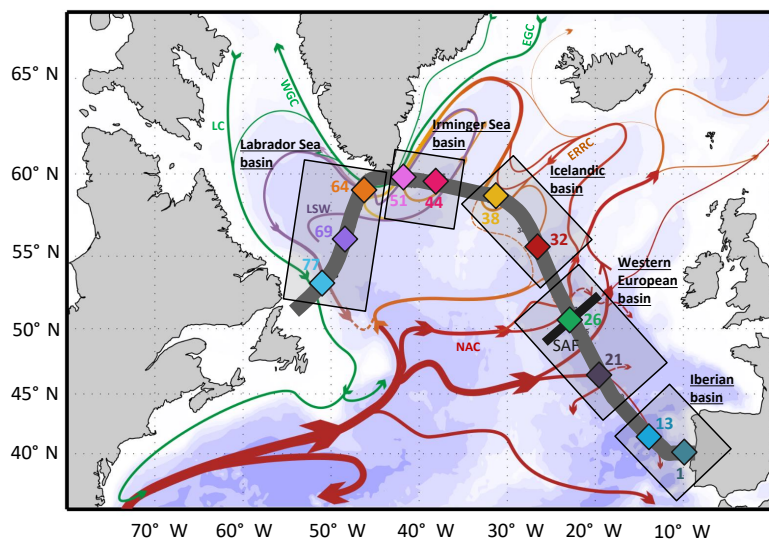 65° N
60° N
55° N
50° N
45° N
40° N
70° W
60° W
50° W
40° W
30° W
20° W
10° W
LC
WGC
EGC
Labrador Sea
basin
Irminger Sea
basin
ERRC
Icelandic
basin
Western
European
basin
Iberian
basin
LSW
NAC
SAF
64
69
77
51
44
38
32
26
21
13
1